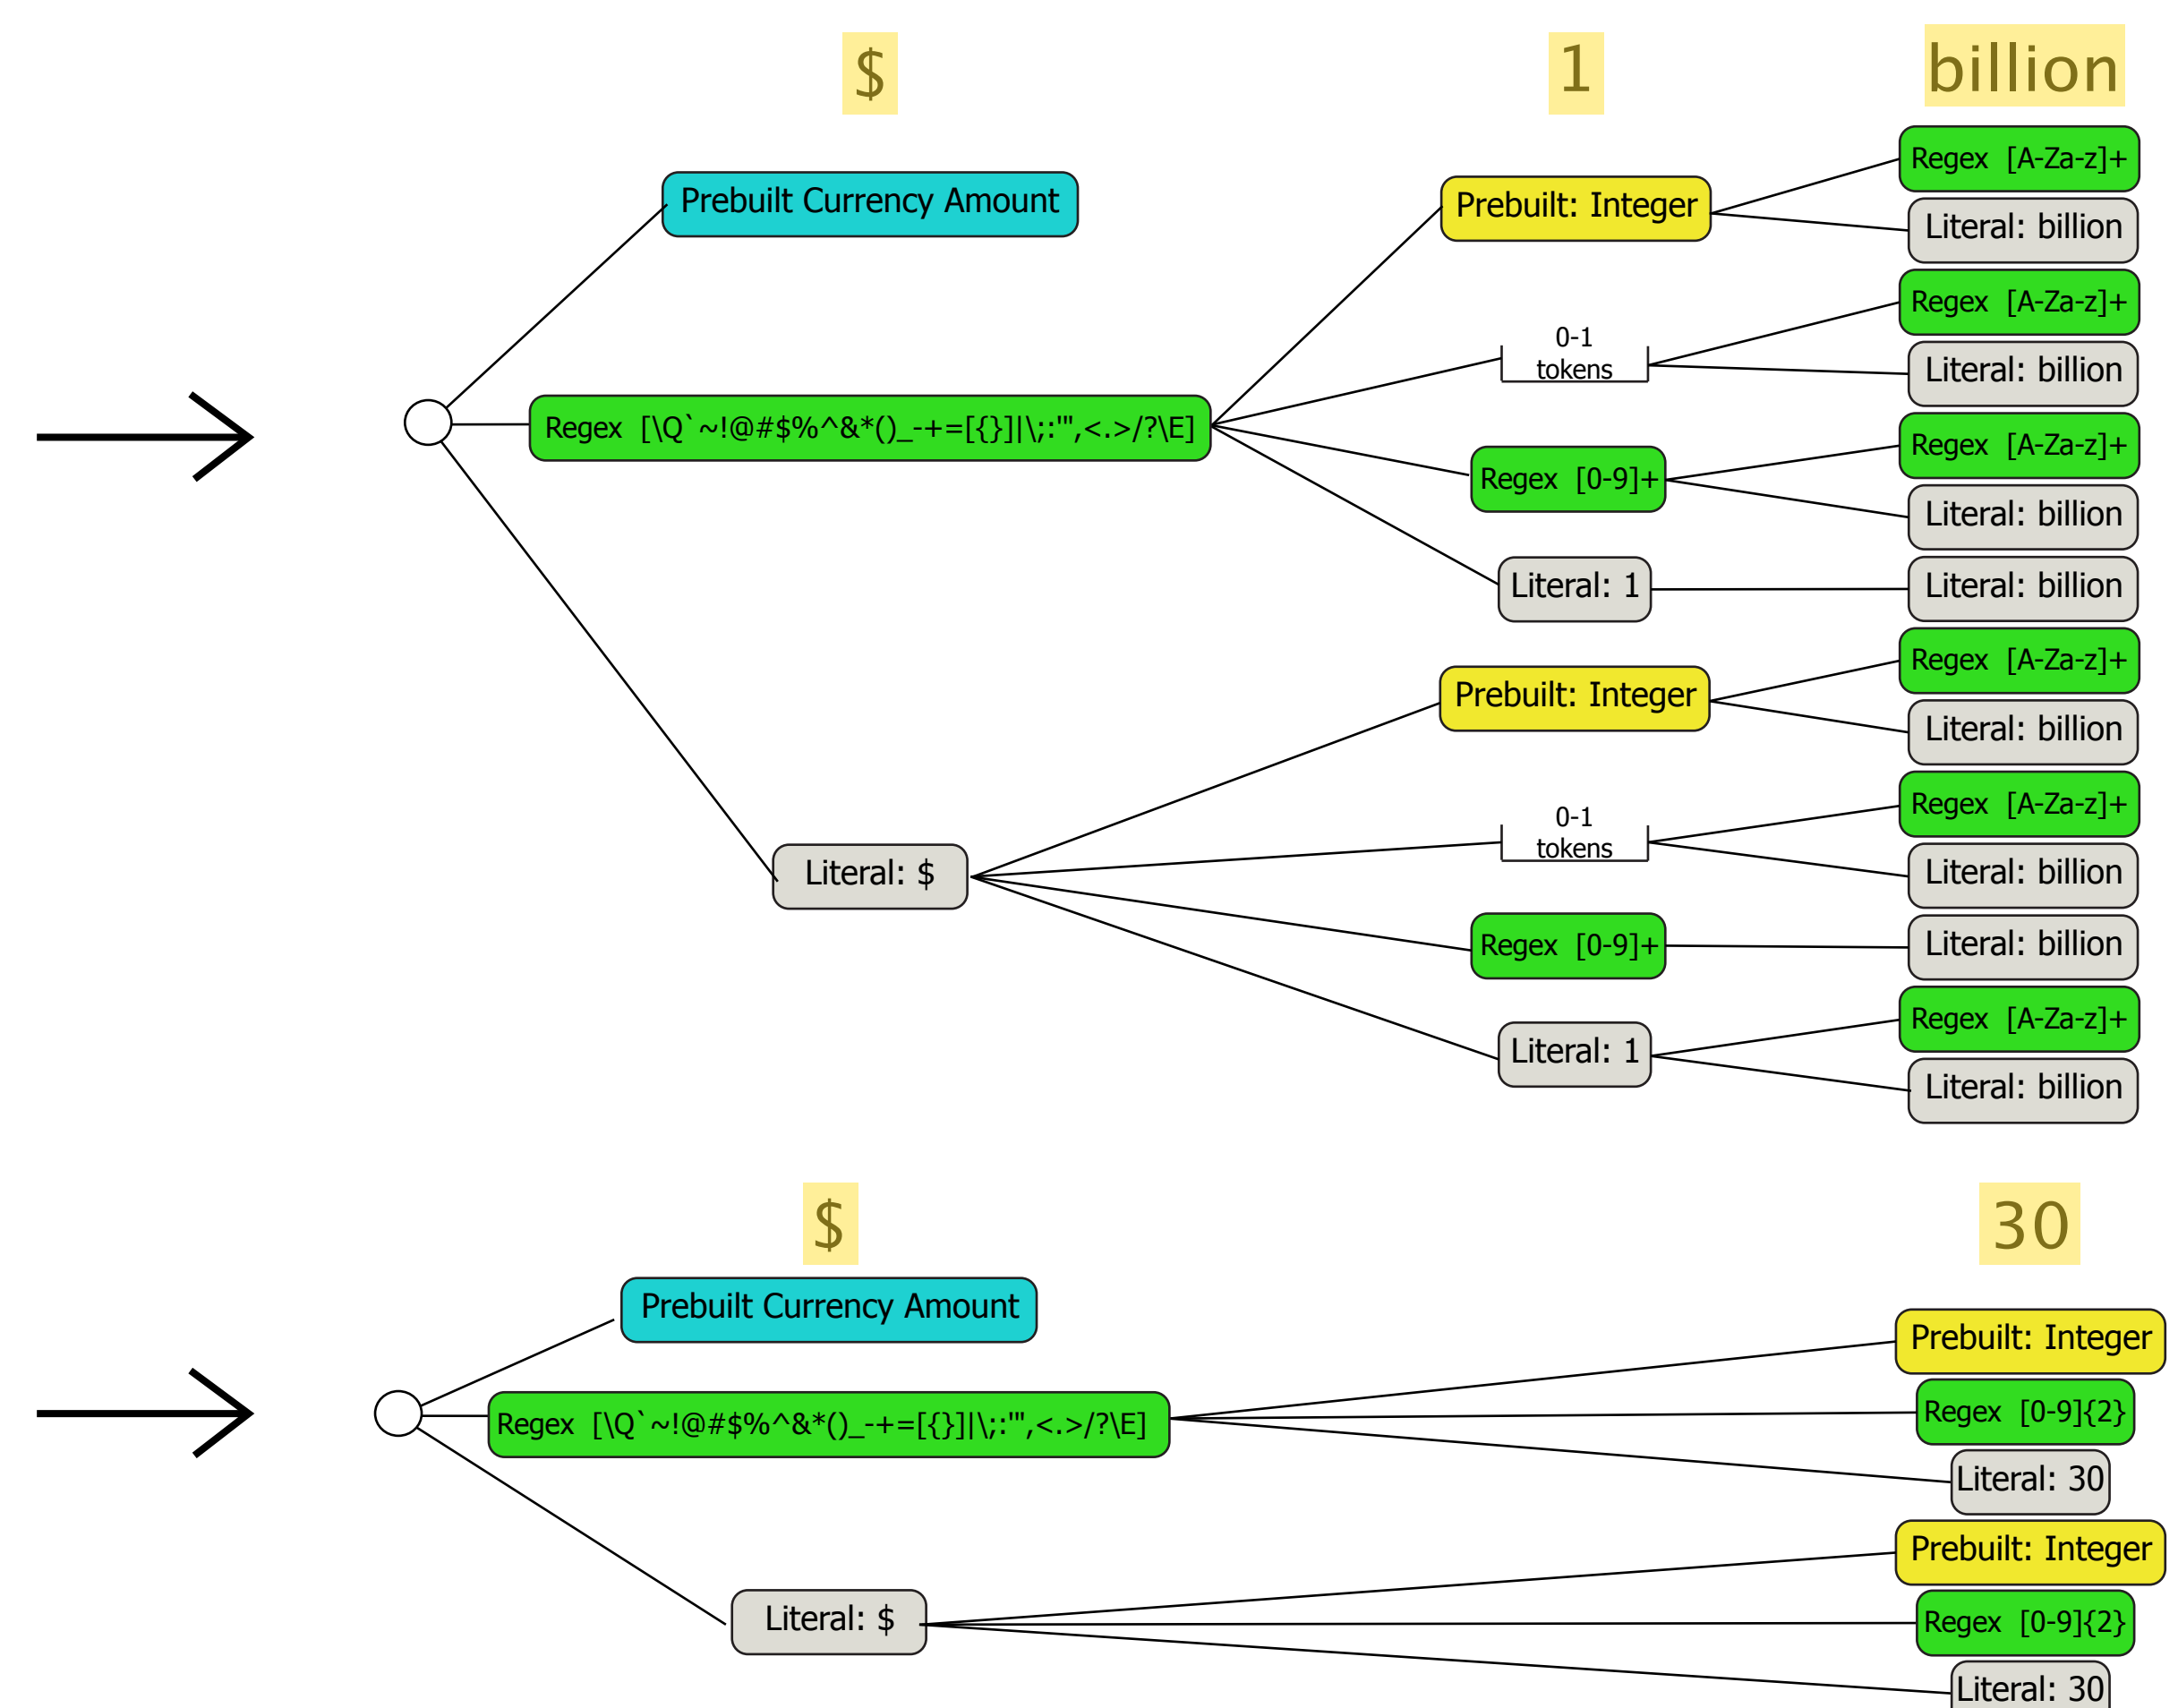 $
1
billion
Prebuilt Currency Amount
Regex [\Q`~!@#$%^&*()_-+=[{}]|\;:'",<.>/?\E]
Literal: $
Prebuilt: Integer
0-1
tokens
Regex [0-9]+
Literal: 1
Prebuilt: Integer
0-1
tokens
Regex [0-9]+
Literal: 1
Regex [A-Za-z]+
Literal: billion
Regex [A-Za-z]+
Literal: billion
Regex [A-Za-z]+
Literal: billion
Literal: billion
Regex [A-Za-z]+
Literal: billion
Regex [A-Za-z]+
Literal: billion
Literal: billion
Regex [A-Za-z]+
Literal: billion
$
30
Prebuilt Currency Amount
Regex [\Q`~!@#$%^&*()_-+=[{}]|\;:'",<.>/?\E]
Literal: $
Prebuilt: Integer
Regex [0-9]{2}
Literal: 30
Prebuilt: Integer
Regex [0-9]{2}
Literal: 30